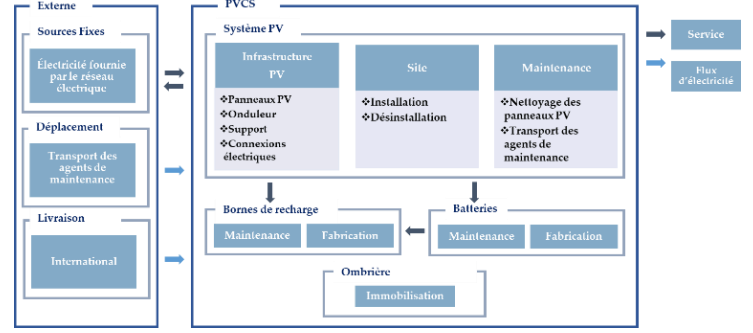 Externe
Sources Fixes
Électricité fournie
par le réseau
électrique
Déplacement
Transport des
agents de
maintenance
Livraison
International
PVCS
Système PV
Infrastructure
PV
❖Panneaux PV
❖Onduleur
❖Support
❖Connexions
électriques
Site
❖Installation
❖Désinstallation
Maintenance
❖Nettoyage des
panneaux PV
❖Transport des
agents de
maintenance
Bornes de recharge
Maintenance
Fabrication
Batteries
Maintenance
Fabrication
Ombrière
Immobilisation
Service
Flux
d'électricité